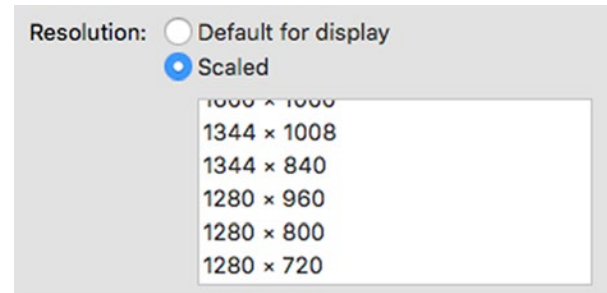 Resolution: Default for display
Scaled
1344 × 1008
1344 × 840
1280 × 960
1280 × 800
1280 × 720